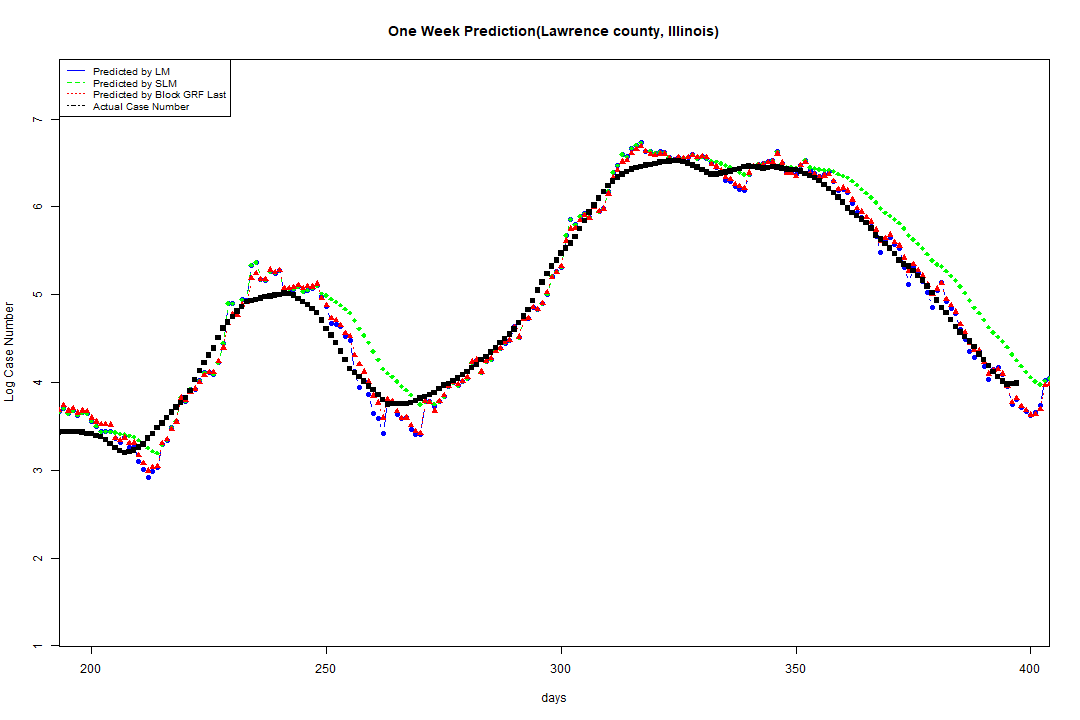 One Week Prediction(Lawrence county, Illinois)
Predicted by LM
Predicted by SLM
Predicted by Block GRF Last
Actual Case Number
Log Case Number
7
6
5
4
3
2
1
200 250 300 350 400
days